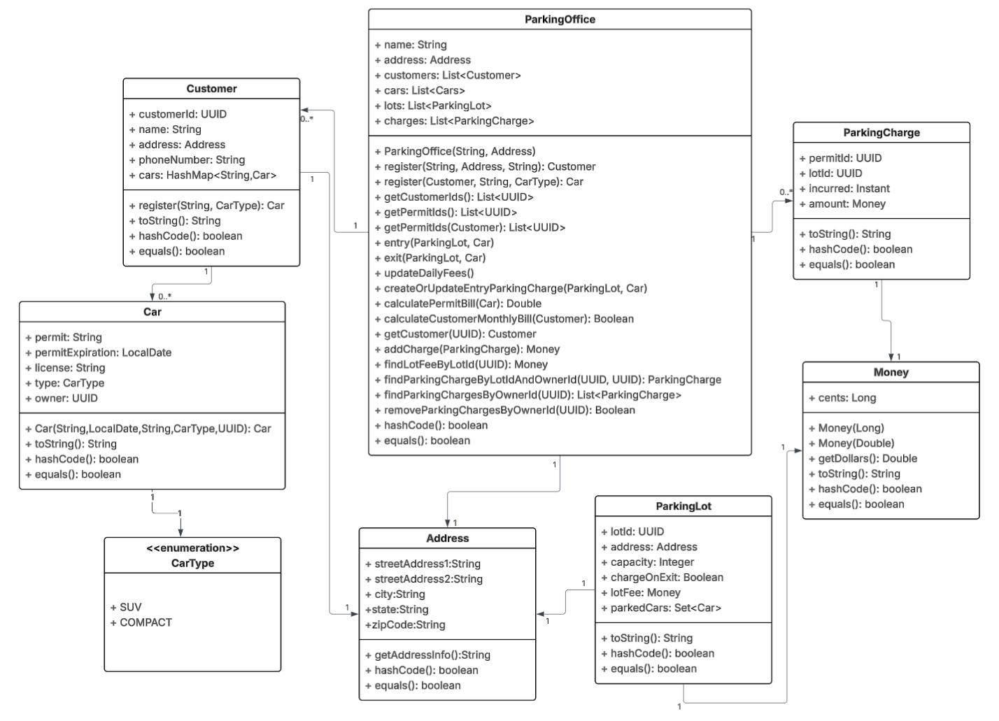 ParkingOffice
+ name: String
+ address: Address
+ customers: List<Customer>
+ cars: List<Cars>
+ lots: List<ParkingLot>
+ charges: List<ParkingCharge>
+ ParkingOffice(String, Address)
+ register(String, Address, String): Customer
+ register(Customer, String, CarType): Car
+ getCustomerIds(): List<UUID>
+ getPermitIds(): List<UUID>
+ getPermitIds(Customer): List<UUID>
+ entry(ParkingLot, Car)
+ exit(ParkingLot, Car)
+ updateDailyFees()
+ createOrUpdateEntryParkingCharge(ParkingLot, Car)
+ calculatePermitBill(Car): Double
+ calculateCustomerMonthlyBill(Customer): Boolean
+ getCustomer(UUID): Customer
+ addCharge(ParkingCharge): Money
+ findLotFeeByLotId(UUID): Money
+ findParkingChargeByLotIdAndOwnerId(UUID, UUID): ParkingCharge
+ findParkingChargesByOwnerId(UUID): List<ParkingCharge>
+ removeParkingChargesByOwnerId(UUID): Boolean
+ hashCode(): boolean
+ equals(): boolean
Customer
+ customerId: UUID
+ name: String
+ address: Address
+ phoneNumber: String
+ cars: HashMap<String,Car>
+ register(String, CarType): Car
+ toString(): String
+ hashCode(): boolean
+ equals(): boolean
0..*
1
1
1
0..*
Car
+ permit: String
+ permitExpiration: LocalDate
+ license: String
+ type: CarType
+ owner: UUID
+ Car(String,LocalDate,String,CarType,UUID): Car
+ toString(): String
+ hashCode(): boolean
+ equals(): boolean
1
1
<<enumeration>>
CarType
+ SUV
+ COMPACT
ParkingCharge
+ permitId: UUID
+ lotId: UUID
+ incurred: Instant
+ amount: Money
+ toString(): String
+ hashCode(): boolean
+ equals(): boolean
0..*
1
1
1
Money
+ cents: Long
+ Money(Long)
+ Money(Double)
+ getDollars(): Double
+ toString(): String
+ hashCode(): boolean
+ equals(): boolean
1
1
1
1
Address
+ streetAddress1:String
+ streetAddress2:String
+ city:String
+state:String
+zipCode:String
+ getAddressInfo():String
+ hashCode(): boolean
+ equals(): boolean
1
1
ParkingLot
+ lotId: UUID
+ address: Address
+ capacity: Integer
+ chargeOnExit: Boolean
+ lotFee: Money
+ parkedCars: Set<Car>
+ toString(): String
+ hashCode(): boolean
+ equals(): boolean
1